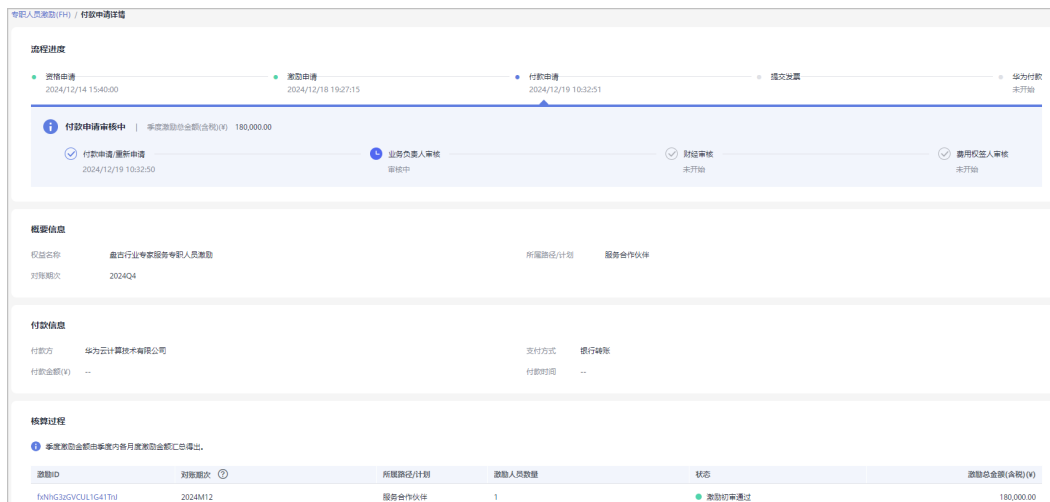 专职人员激励(FH) / 付款申请详情
流程进度
资格申请 激励申请 付款申请 提交发票 华为付款
2024/12/14 15:40:00 2024/12/18 19:27:15 2024/12/19 10:32:51 未开始
付款申请审核中 | 季度激励总金额(含税)(¥) 180,000.00
付款申请/重新申请 业务负责人审核 财经审核 费用权签人审核
2024/12/19 10:32:50 审核中 未开始 未开始
概要信息
权益名称 盘古行业专家服务专职人员激励 所属路径/计划 服务合作伙伴
对账期次 2024Q4
付款信息
付款方 华为云计算技术有限公司 支付方式 银行转账
付款金额(¥) -- 付款时间 --
核算过程
季度激励金额由季度内各月度激励金额汇总得出。
激励ID 对账期次 所属路径/计划 激励人员数量 状态 激励总金额(含税)(¥)
fxNhG3zGVCUL1G41TnJ 2024M12 服务合作伙伴 1 激励初审通过 180,000.00